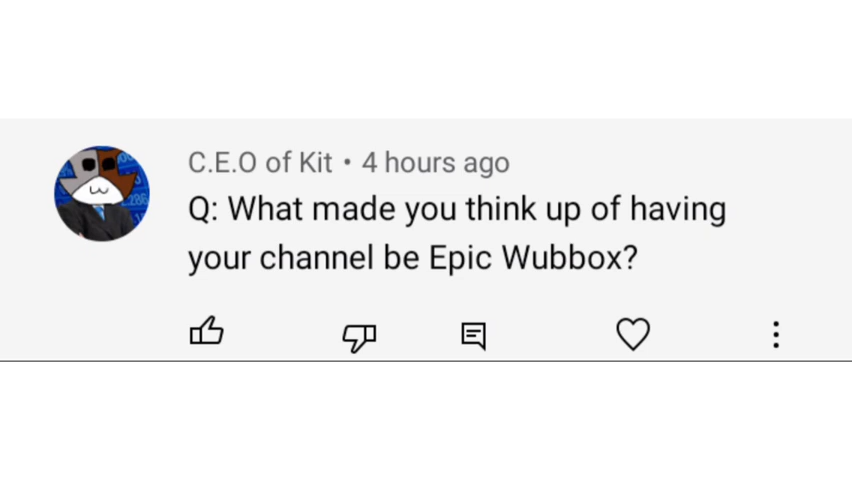 C.E.O of Kit • 4 hours ago
Q: What made you think up of having
your channel be Epic Wubbox?